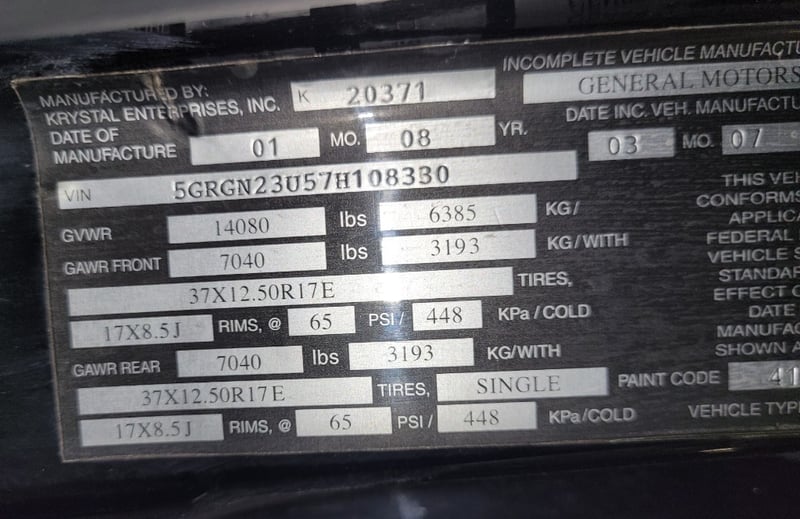 INCOMPLETE VEHICLE MANUFACTU
MANUFACTURED BY: K 20371 GENERAL MOTORS
KRYSTAL ENTERPRISES, INC. DATE INC. VEH. MANUFACTU
DATE OF
MANUFACTURE 01 MO. 08 YR. 03 MO. 07
VIN 5GRGN23U57H108330
GVWR 14080 lbs 6385 KG/
GAWR FRONT 7040 lbs 3193 KG/WITH
37X12.50R17E TIRES,
17X8.5J RIMS, @ 65 PSI/ 448 KPa/COLD
GAWR REAR 7040 lbs 3193 KG/WITH
37X12.50R17E TIRES, SINGLE PAINT CODE 41
17X8.5J RIMS, @ 65 PSI/ 448 KPa/COLD VEHICLE TYP
THIS VEH
CONFORMS
APPLICA
FEDERAL
VEHICLE S
STANDAR
EFFECT O
DATE
MANUFAC
SHOWN A